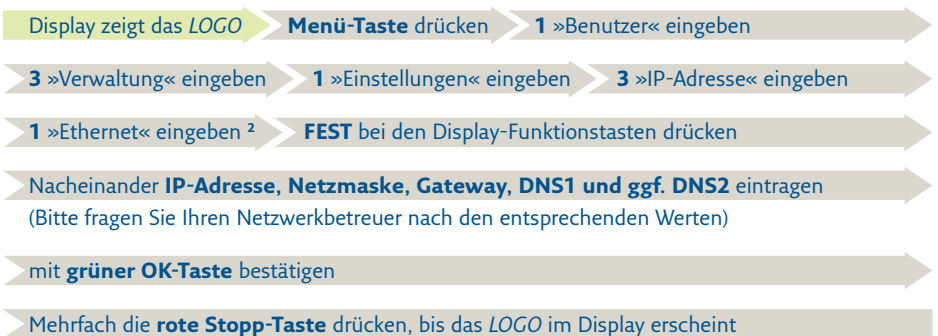 Display zeigt das LOGO Menü-Taste drücken 1 »Benutzer« eingeben
3 »Verwaltung« eingeben 1 »Einstellungen« eingeben 3 »IP-Adresse« eingeben
1 »Ethernet« eingeben ² FEST bei den Display-Funktionstasten drücken
Nacheinander IP-Adresse, Netzmaske, Gateway, DNS1 und ggf. DNS2 eintragen
(Bitte fragen Sie Ihren Netzwerkbetreuer nach den entsprechenden Werten)
mit grüner OK-Taste bestätigen
Mehrfach die rote Stopp-Taste drücken, bis das LOGO im Display erscheint